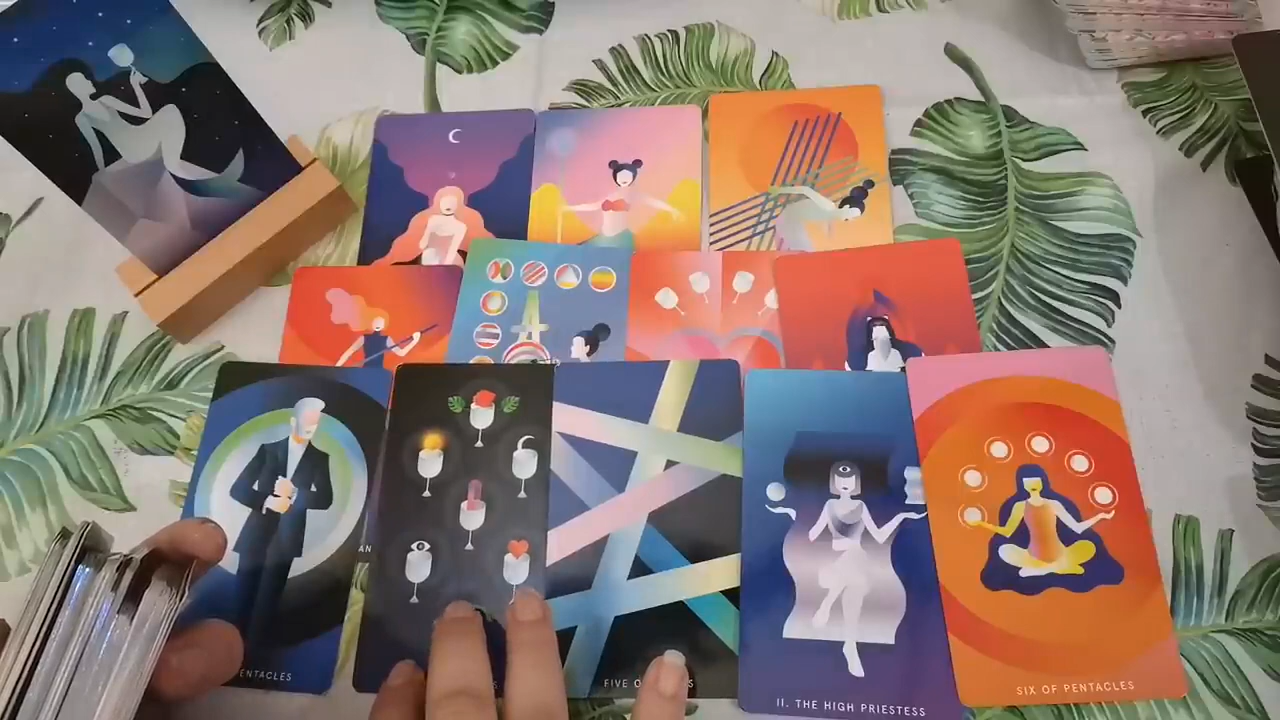 PENTACLES
FIVE O
S
II. THE HIGH PRIESTESS
SIX OF PENTACLES